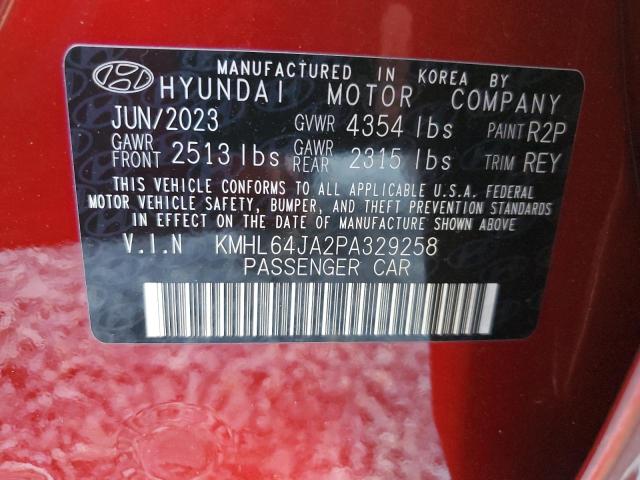 MANUFACTURED IN KOREA BY
HYUNDAI MOTOR COMPANY
JUN/2023 GVWR 4354 lbs PAINT R2P
GAWR FRONT 2513 lbs GAWR REAR 2315 lbs TRIM REY
THIS VEHICLE CONFORMS TO ALL APPLICABLE U.S.A. FEDERAL
MOTOR VEHICLE SAFETY, BUMPER, AND THEFT PREVENTION STANDARDS
IN EFFECT ON THE DATE OF MANUFACTURE SHOWN ABOVE
V.I.N KMHL64JA2PA329258
PASSENGER CAR